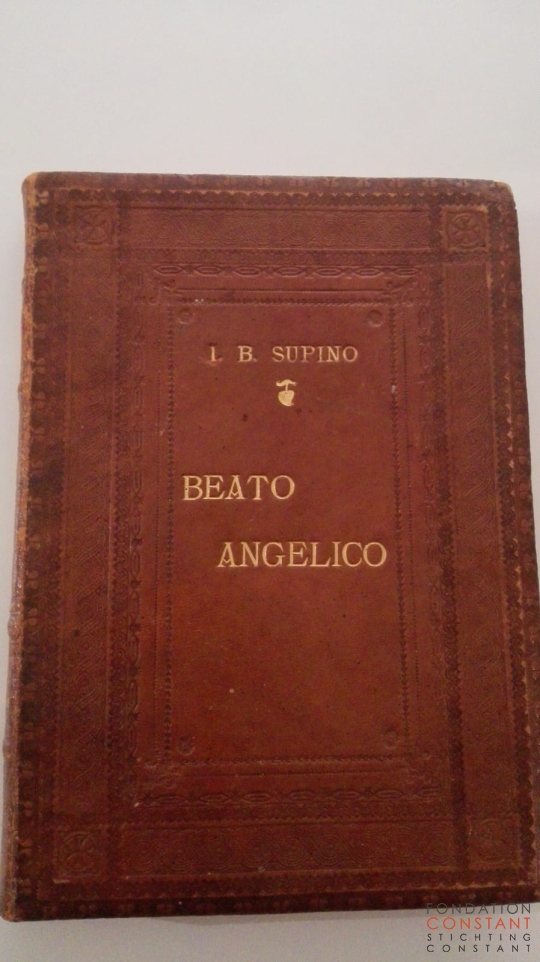 I. B. SUPINO
BEATO
ANGELICO
FONDATION
CONSTANT
STICHTING
CONSTANT